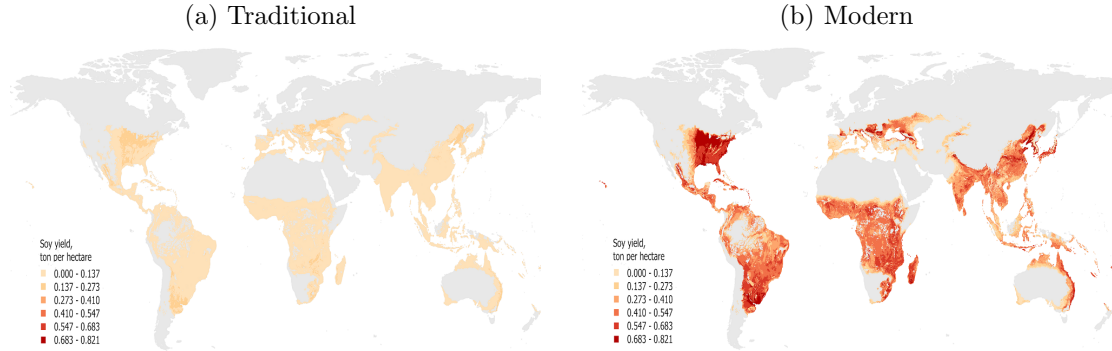 (a) Traditional
(b) Modern
Soy yield,
ton per hectare
0.000 - 0.137
0.137 - 0.273
0.273 - 0.410
0.410 - 0.547
0.547 - 0.683
0.683 - 0.821
Soy yield,
ton per hectare
0.000 - 0.137
0.137 - 0.273
0.273 - 0.410
0.410 - 0.547
0.547 - 0.683
0.683 - 0.821